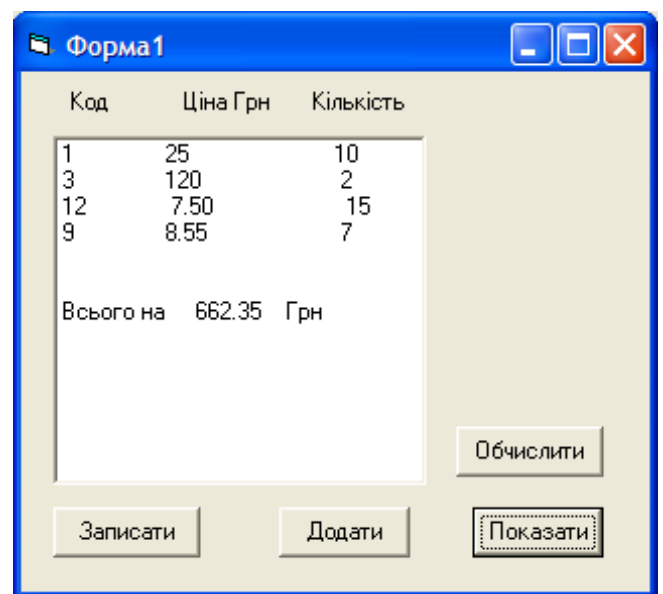 Форма1
Код Ціна Грн Кількість
1 25 10
3 120 2
12 7.50 15
9 8.55 7
Всього на 662.35 Грн
Обчислити
Записати Додати Показати